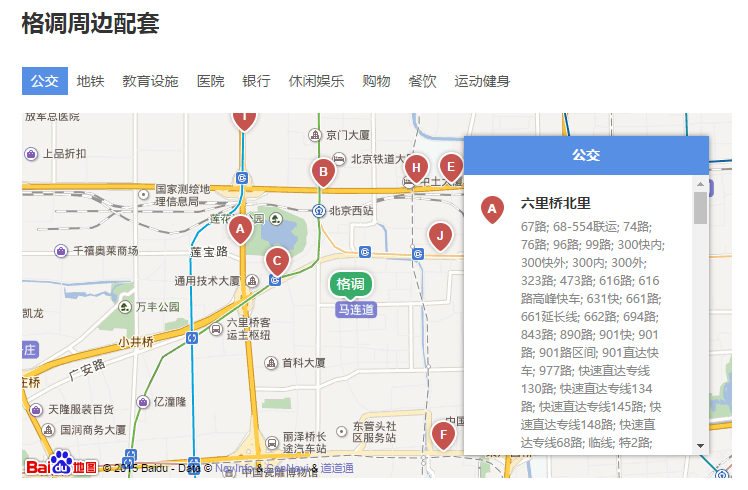 格调周边配套
公交 地铁 教育设施 医院 银行 休闲娱乐 购物 餐饮 运动健身
放军总医院
I
京门大厦
上品折扣
B
北京铁道大
H
E
中土大厦
国家测绘地
理信息局
莲花
公园
北京西站
A
J
千禧奥莱商场
莲宝路
C
通用技术大厦
格调
马连道
万丰公园
凯龙
六里桥客
运主枢纽
小井桥
庄
首科大厦
广安路
桥
天隆服装百货
亿潼隆
国润商务大厦
东管头社
区服务站
F
中国
丽泽桥长
途汽车站
中国瓷雕博物馆
Bai du 地图
© 2015 Baidu - Data © NavInfo & CenNavi & 道道通
公交
A
六里桥北里
67路; 68-554联运; 74路;
76路; 96路; 99路; 300快内;
300快外; 300内; 300外;
323路; 473路; 616路; 616
路高峰快车; 631快; 661路;
661延长线; 662路; 694路;
843路; 890路; 901快; 901
路; 901路区间; 901直达快
车; 977路; 快速直达专线
130路; 快速直达专线134
路; 快速直达专线145路; 快
速直达专线148路; 快速直
达专线68路; 临线; 特2路;